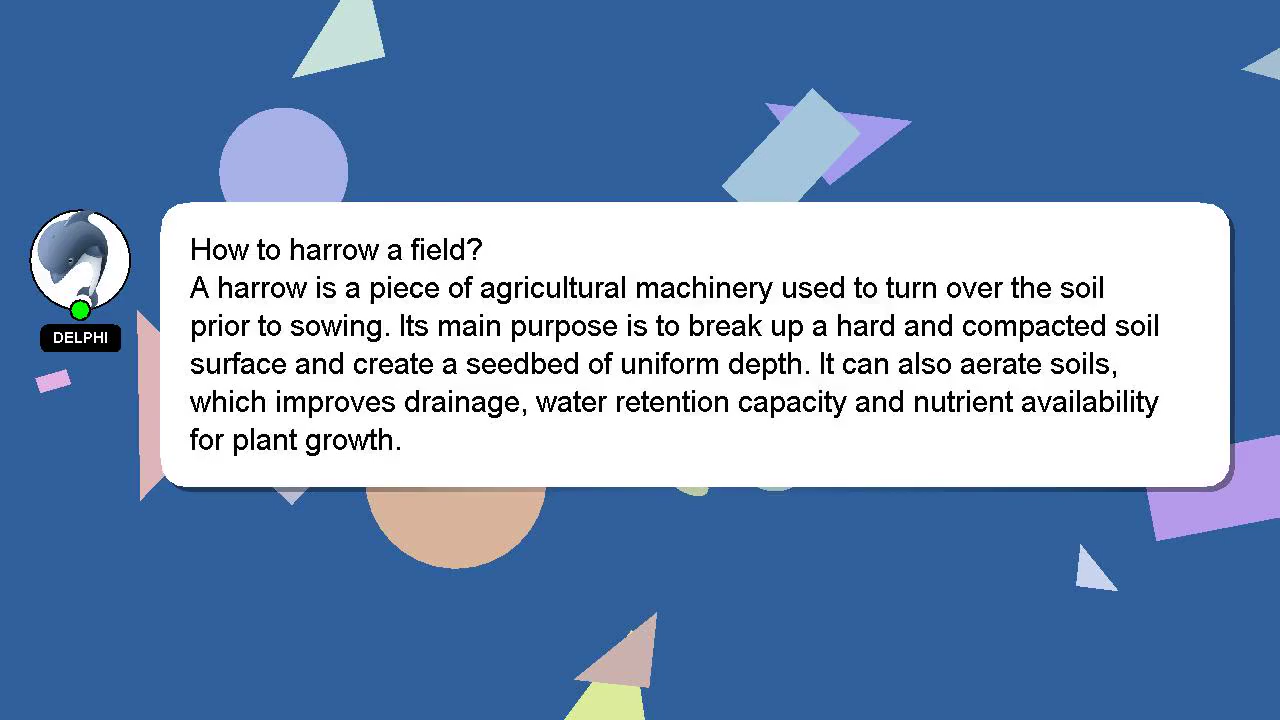 How to harrow a field?
A harrow is a piece of agricultural machinery used to turn over the soil
prior to sowing. Its main purpose is to break up a hard and compacted soil
surface and create a seedbed of uniform depth. It can also aerate soils,
which improves drainage, water retention capacity and nutrient availability
for plant growth.
DELPHI